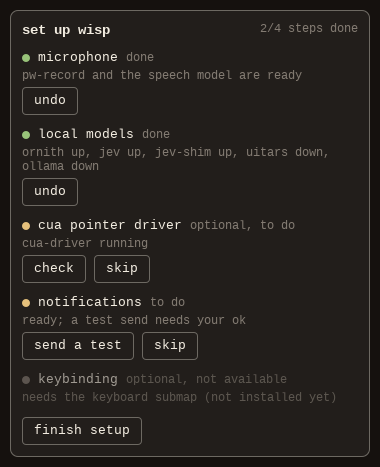 set up wisp 2/4 steps done
microphone done
pw-record and the speech model are ready
undo
local models done
ornith up, jev up, jev-shim up, uitars down,
ollama down
undo
cua pointer driver optional, to do
cua-driver running
check skip
notifications to do
ready; a test send needs your ok
send a test skip
keybinding optional, not available
needs the keyboard submap (not installed yet)
finish setup